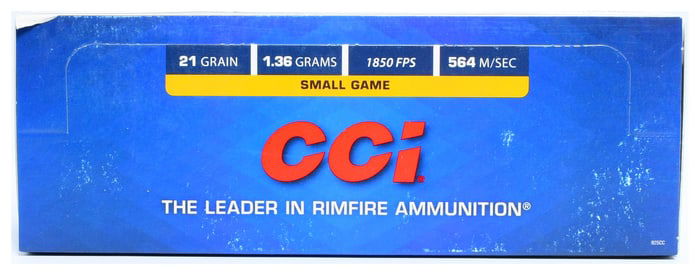 21 GRAIN 1.36 GRAMS 1850 FPS 564 M/SEC
SMALL GAME
CCi
THE LEADER IN RIMFIRE AMMUNITION®